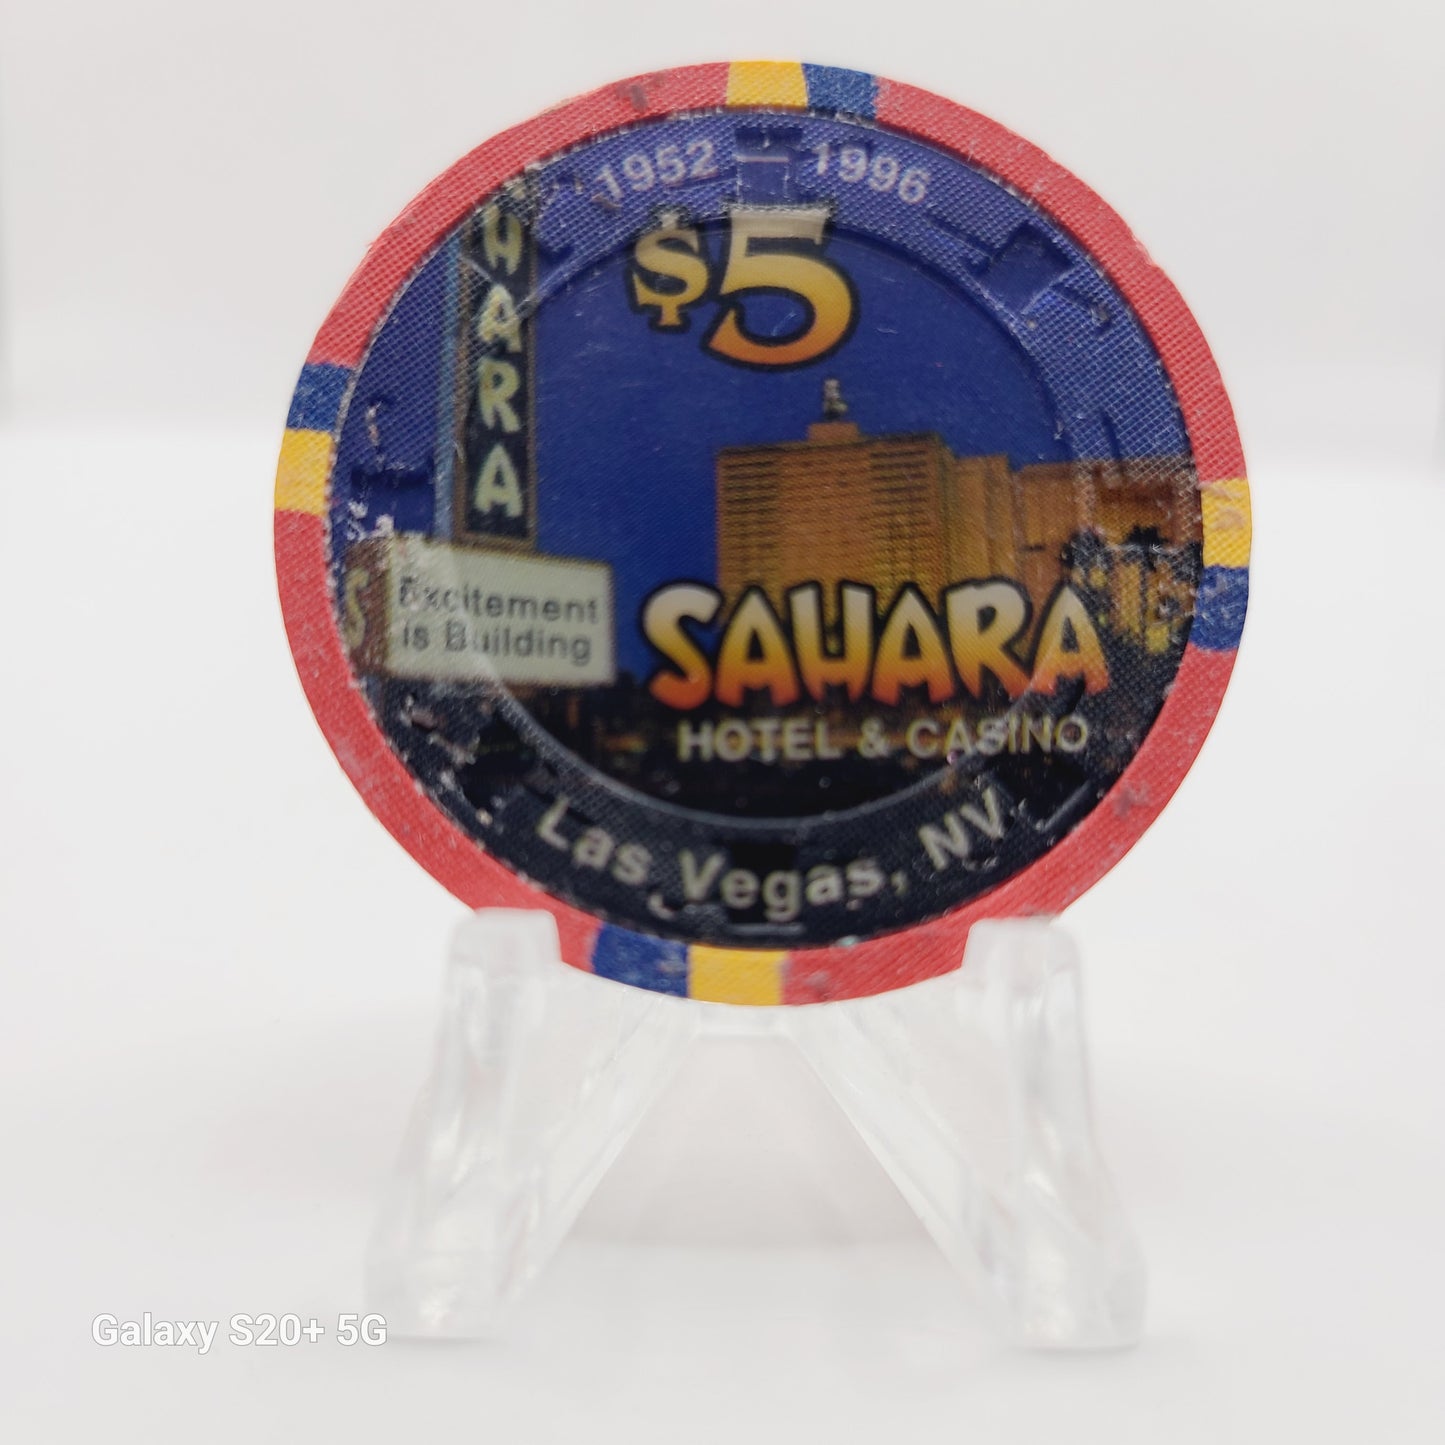 1952 — 1996
$5
HARA
S
Excitement
is Building
SAHARA
HOTEL & CASINO
Las Vegas, NV
Galaxy S20+ 5G